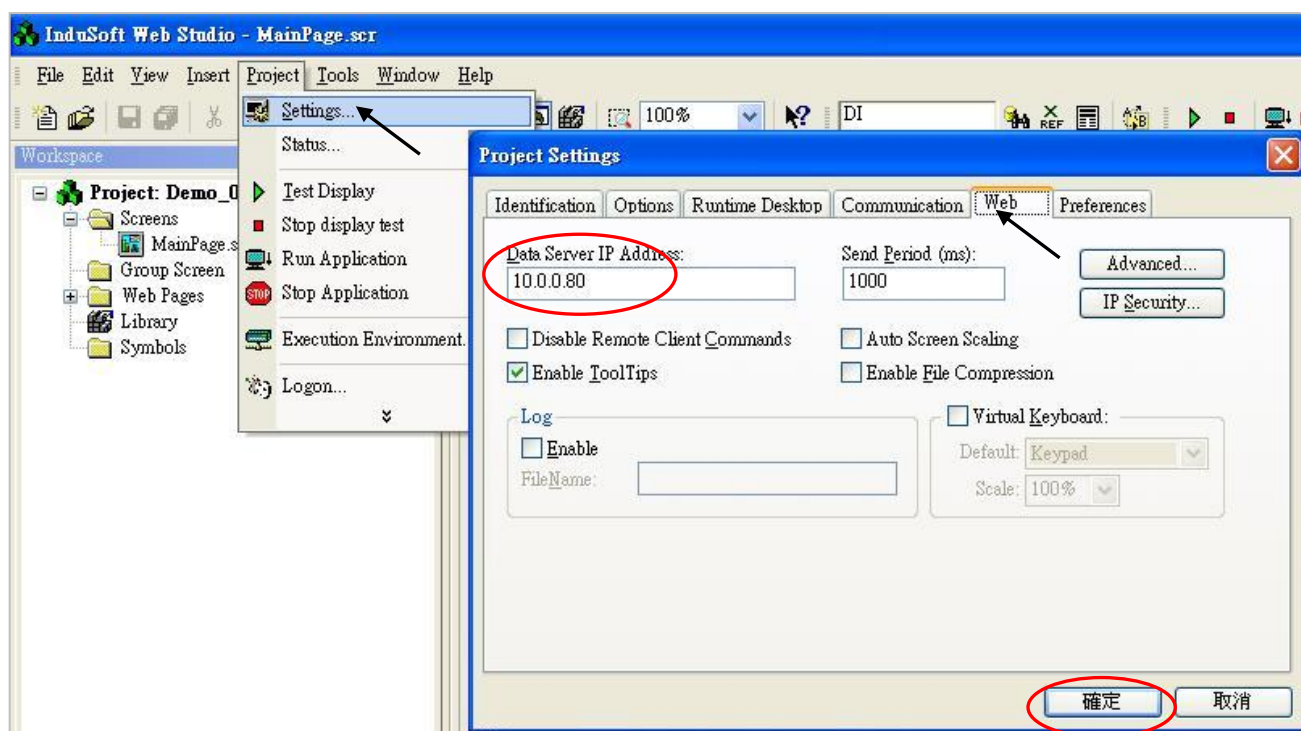 InduSoft Web Studio - MainPage.scr
File Edit View Insert Project Tools Window Help
100% DI
X REF
Workspace
Project: Demo_0
Screens
MainPage.s
Group Screen
Web Pages
Library
Symbols
Settings...
Status...
Test Display
Stop display test
Run Application
STOP Stop Application
Execution Environment.
Logon...
Project Settings
Identification Options Runtime Desktop Communication Web Preferences
Data Server IP Address: Send Period (ms):
10.0.0.80 1000
Advanced...
IP Security...
Disable Remote Client Commands Auto Screen Scaling
Enable ToolTips Enable File Compression
Log Virtual Keyboard:
Enable Default: Keypad
FileName: Scale: 100%
確定 取消